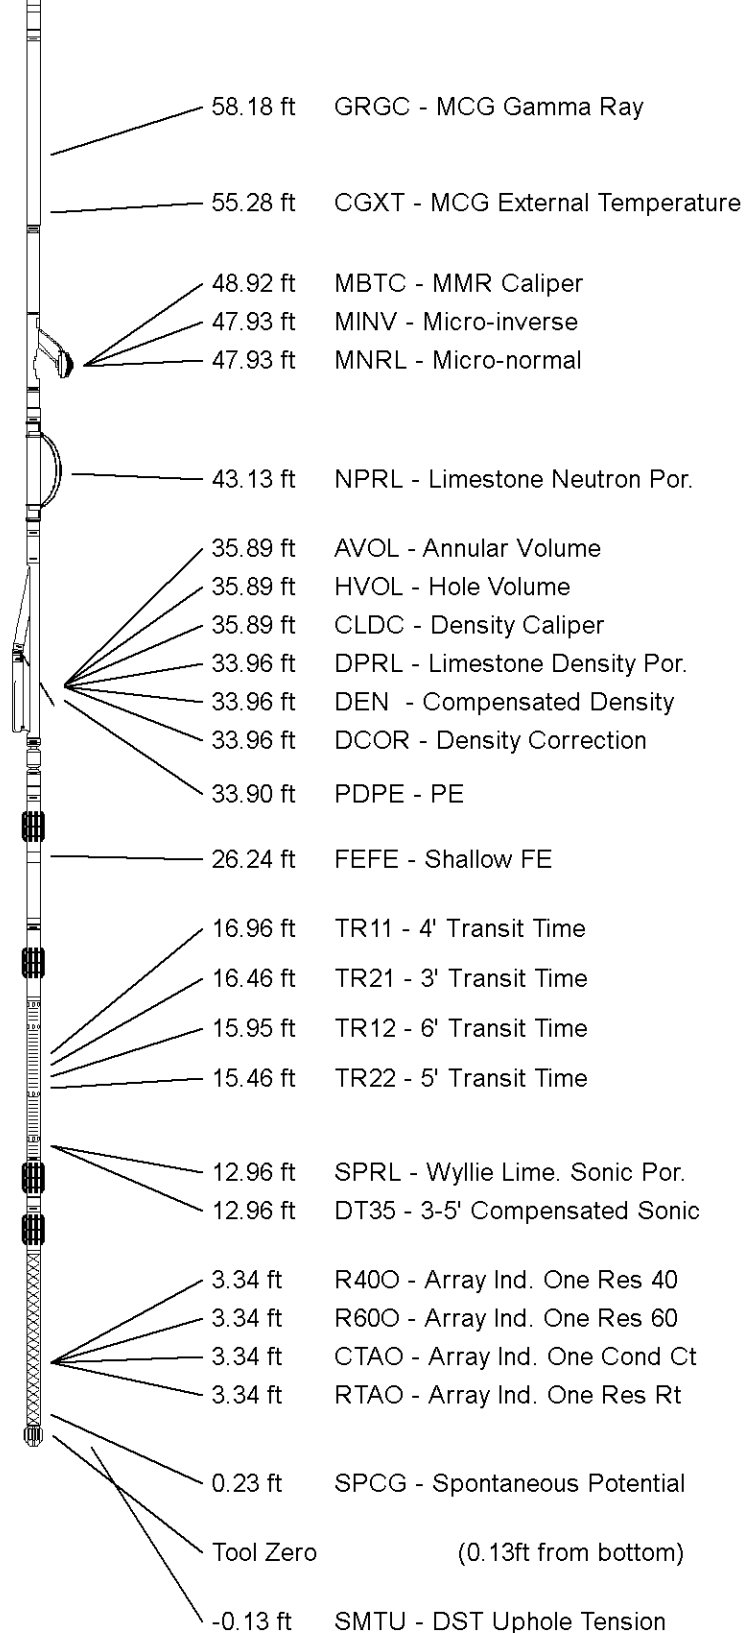 58.18 ft GRGC - MCG Gamma Ray
55.28 ft CGXT - MCG External Temperature
48.92 ft MBTC - MMR Caliper
47.93 ft MINV - Micro-inverse
47.93 ft MNRL - Micro-normal
43.13 ft NPRL - Limestone Neutron Por.
35.89 ft AVOL - Annular Volume
35.89 ft HVOL - Hole Volume
35.89 ft CLDC - Density Caliper
33.96 ft DPRL - Limestone Density Por.
33.96 ft DEN - Compensated Density
33.96 ft DCOR - Density Correction
33.90 ft PDPE - PE
26.24 ft FEFE - Shallow FE
16.96 ft TR11 - 4' Transit Time
16.46 ft TR21 - 3' Transit Time
15.95 ft TR12 - 6' Transit Time
15.46 ft TR22 - 5' Transit Time
12.96 ft SPRL - Wyllie Lime. Sonic Por.
12.96 ft DT35 - 3-5' Compensated Sonic
3.34 ft R40O - Array Ind. One Res 40
3.34 ft R60O - Array Ind. One Res 60
3.34 ft CTAO - Array Ind. One Cond Ct
3.34 ft RTAO - Array Ind. One Res Rt
0.23 ft SPCG - Spontaneous Potential
Tool Zero (0.13ft from bottom)
-0.13 ft SMTU - DST Uphole Tension